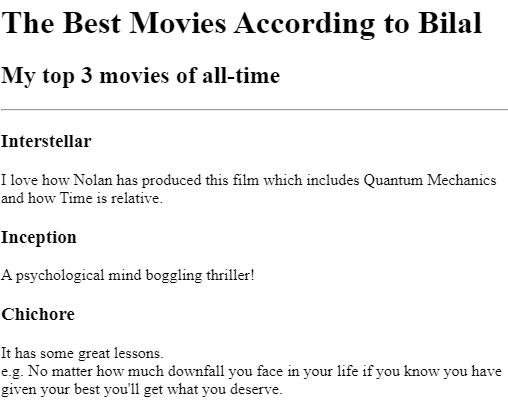 The Best Movies According to Bilal
My top 3 movies of all-time
Interstellar
I love how Nolan has produced this film which includes Quantum Mechanics
and how Time is relative.
Inception
A psychological mind boggling thriller!
Chichore
It has some great lessons.
e.g. No matter how much downfall you face in your life if you know you have
given your best you'll get what you deserve.